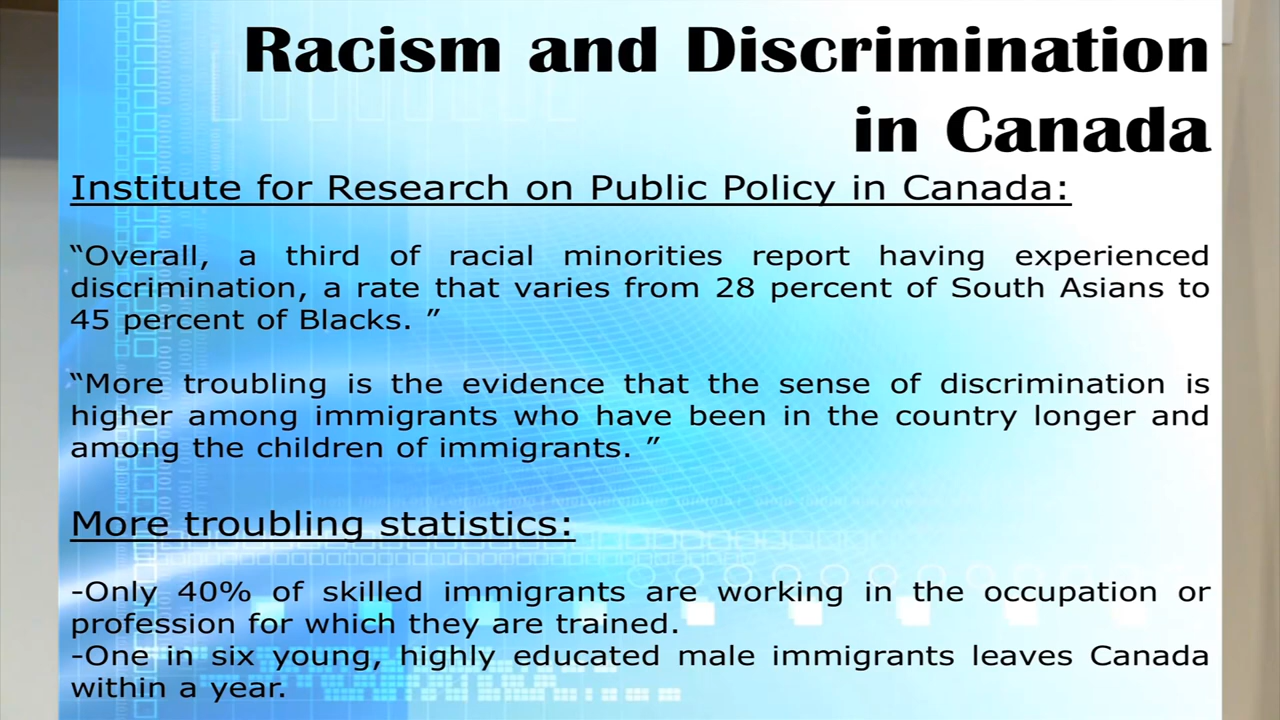 Racism and Discrimination
in Canada
Institute for Research on Public Policy in Canada:
“Overall, a third of racial minorities report having experienced
discrimination, a rate that varies from 28 percent of South Asians to
45 percent of Blacks. ”
“More troubling is the evidence that the sense of discrimination is
higher among immigrants who have been in the country longer and
among the children of immigrants. ”
More troubling statistics:
-Only 40% of skilled immigrants are working in the occupation or
profession for which they are trained.
-One in six young, highly educated male immigrants leaves Canada
within a year.